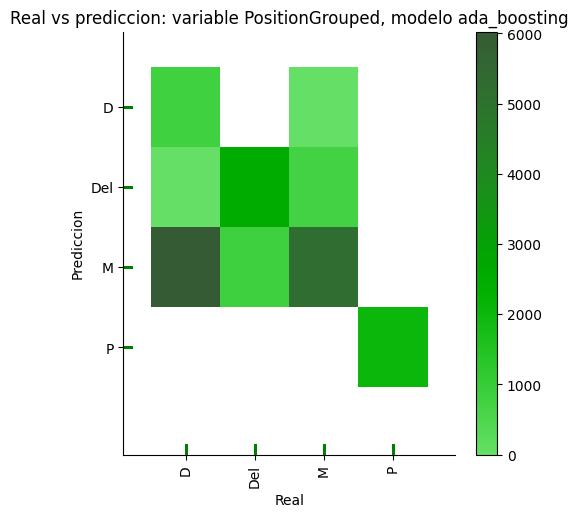 Real vs prediccion: variable PositionGrouped, modelo ada_boosting
6000
5000
4000
3000
2000
1000
0
Prediccion
D
Del
M
P
D
Del
M
P
Real